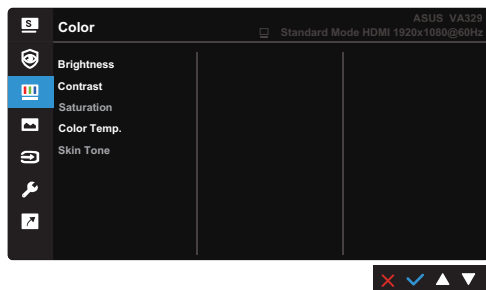 S
Color
ASUS VA329
Standard Mode HDMI 1920x1080@60Hz
Brightness
Contrast
Saturation
Color Temp.
Skin Tone